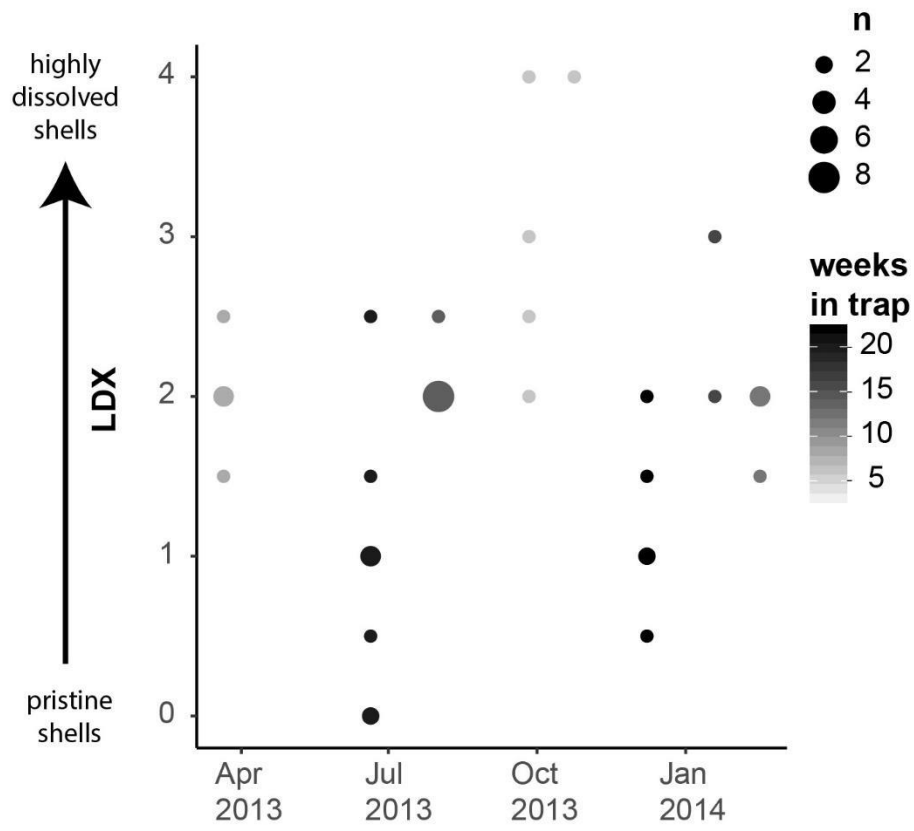 highly
dissolved
shells
LDX
pristine
shells
4
3
2
1
0
Apr
2013
Jul
2013
Oct
2013
Jan
2014
n
2
4
6
8
weeks
in trap
20
15
10
5